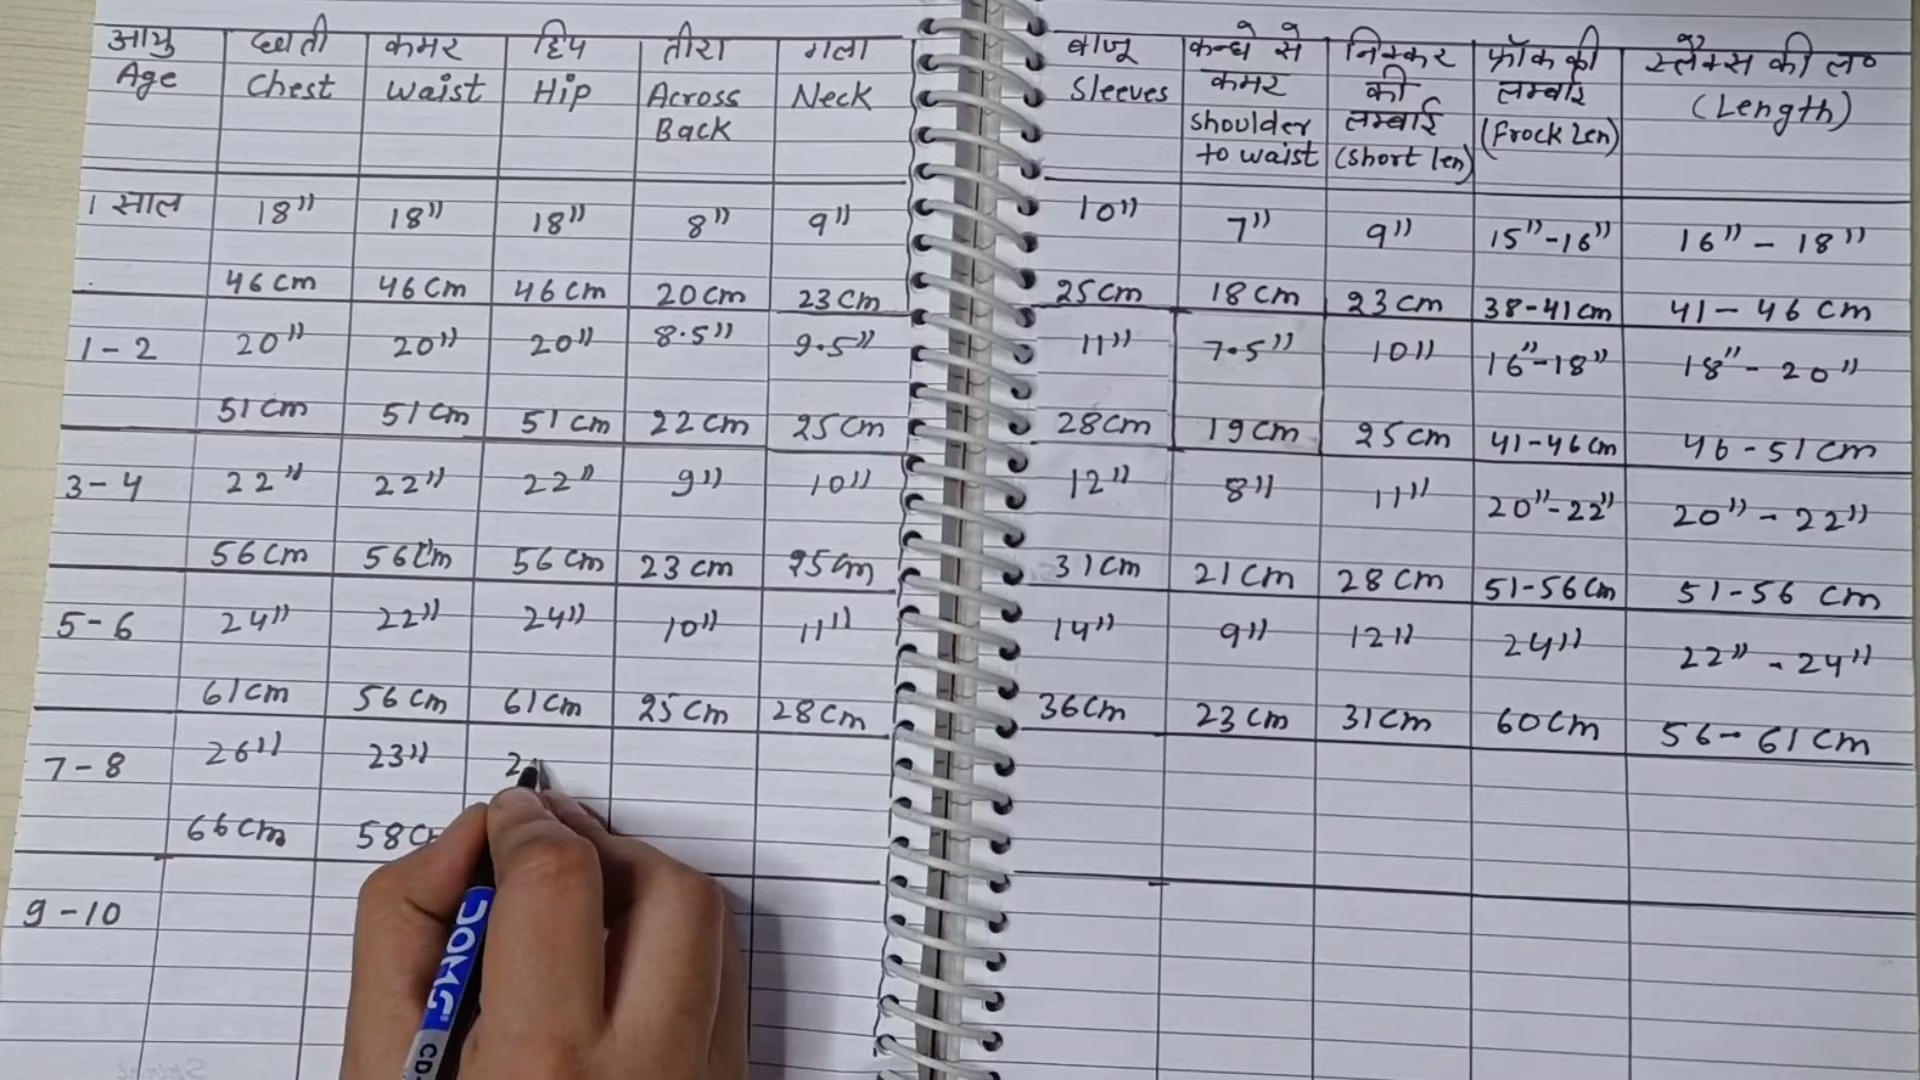 आयु छाती कमर हिप तीरा गला
Age Chest waist Hip Across Neck
Back
1 साल 18" 18" 18" 8" 9"
46 cm 46 cm 46 cm 20cm 23 cm
1-2 20" 20" 20" 8.5" 9.5"
51 cm 51 cm 51 cm 22 cm 25 cm
3-4 22" 22" 22" 9" 10"
56 cm 56 cm 56 cm 23 cm 25 cm
5-6 24" 22" 24" 10" 11"
61 cm 56 cm 61 cm 25 cm 28 cm
7-8 26" 23" 2
66 cm 58 c
9-10
बाजू कन्धे से निक्कर फॉक की स्लैक्स की ल०
Sleeves कमर की लम्बाई (Length)
shoulder लम्बाई (Frock Len)
to waist (short len)
10" 7" 9" 15"-16" 16"-18"
25 cm 18 cm 23 cm 38-41 cm 41-46 cm
11" 7.5" 10" 16"-18" 18"-20"
28 cm 19 cm 25 cm 41-46 cm 46-51 cm
12" 8" 11" 20"-22" 20"-22"
31 cm 21 cm 28 cm 51-56 cm 51-56 cm
14" 9" 12" 24" 22"-24"
36 cm 23 cm 31 cm 60 cm 56-61 cm
DOMS
CD-